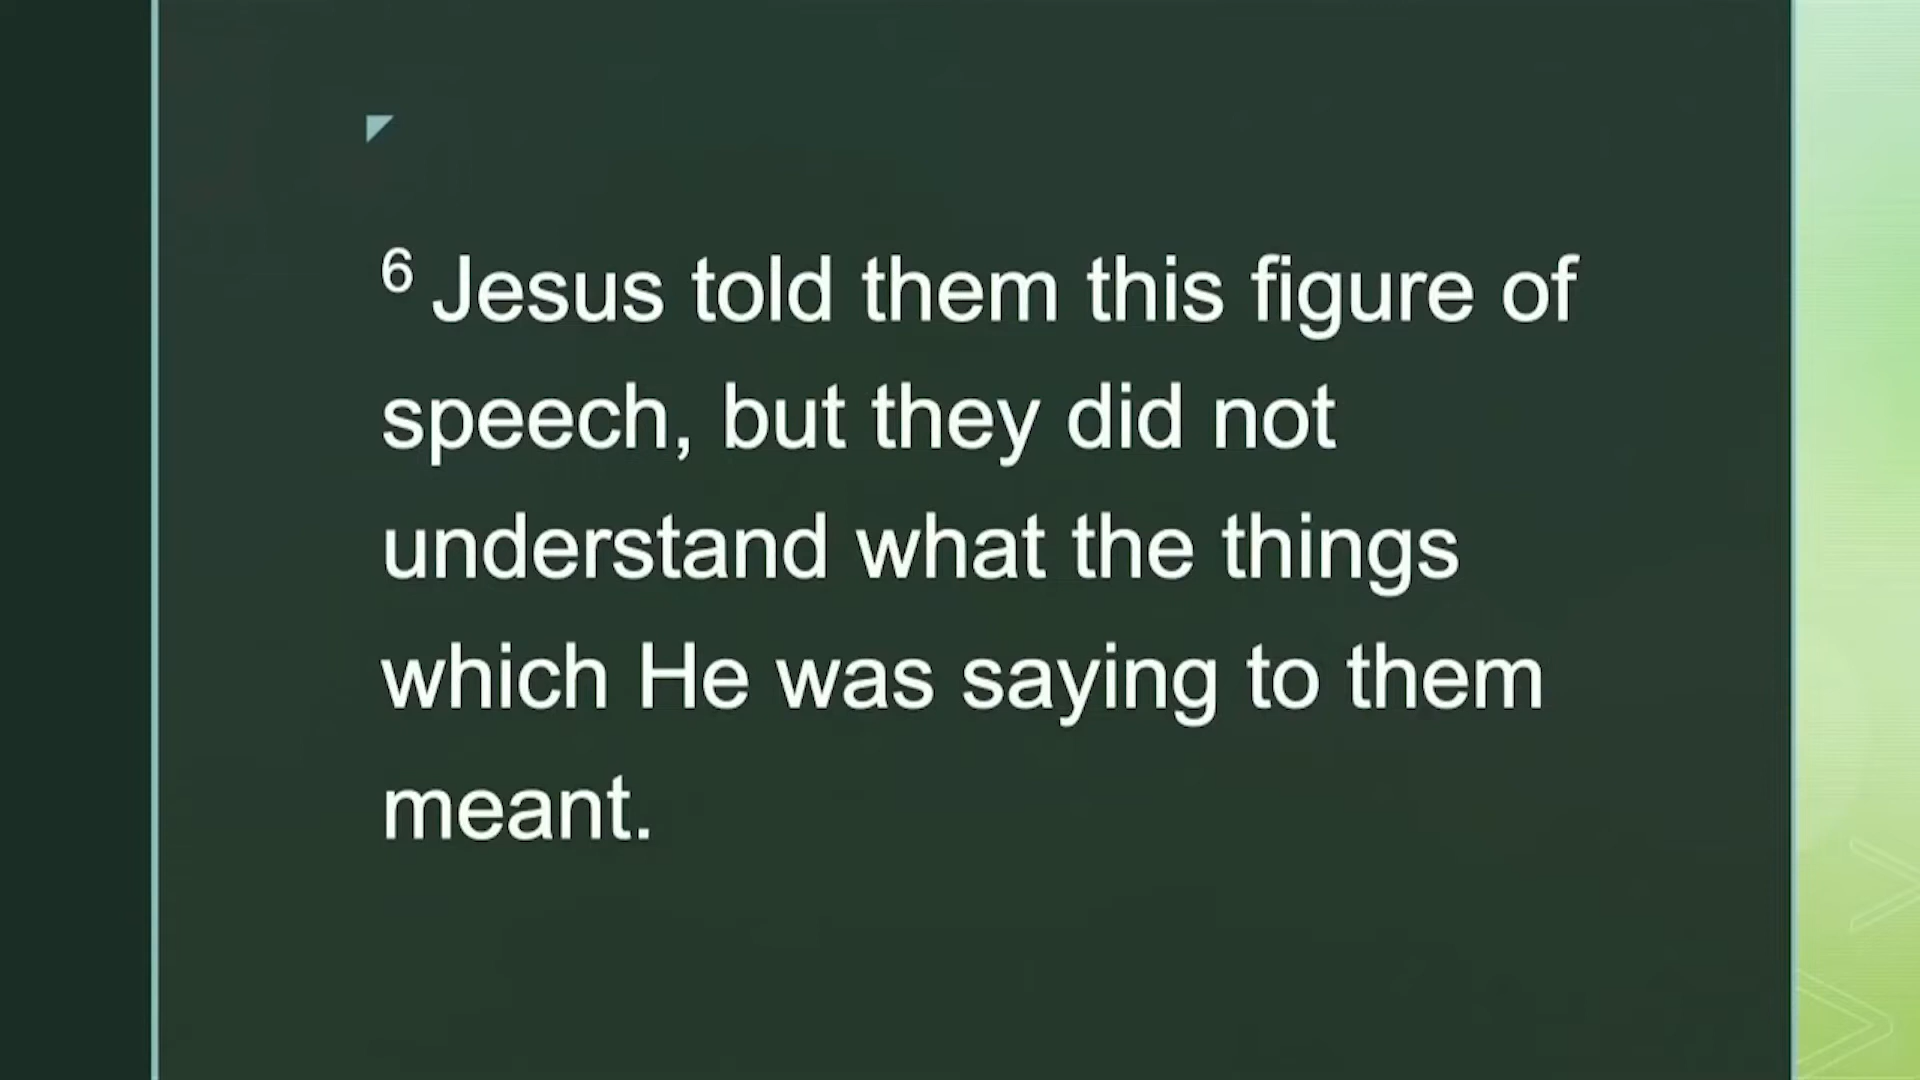 6 Jesus told them this figure of
speech, but they did not
understand what the things
which He was saying to them
meant.